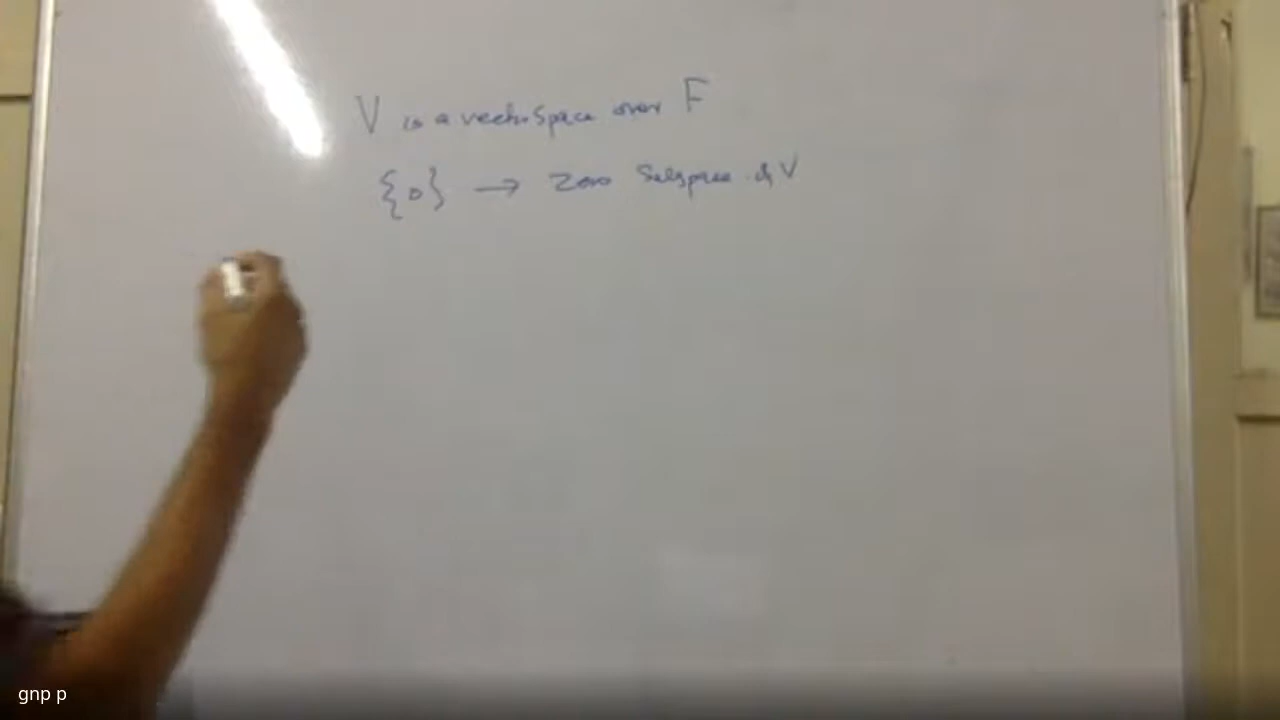 V is a vector space over F
{0} → Zero Subspace of V
gnp p